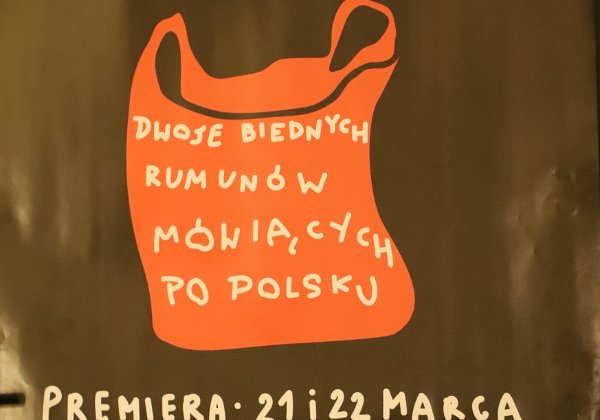 DWOJE BIEDNYCH
RUMUNÓW
MÓWIĄCYCH
PO POLSKU
PREMIERA · 21 i 22 MARCA